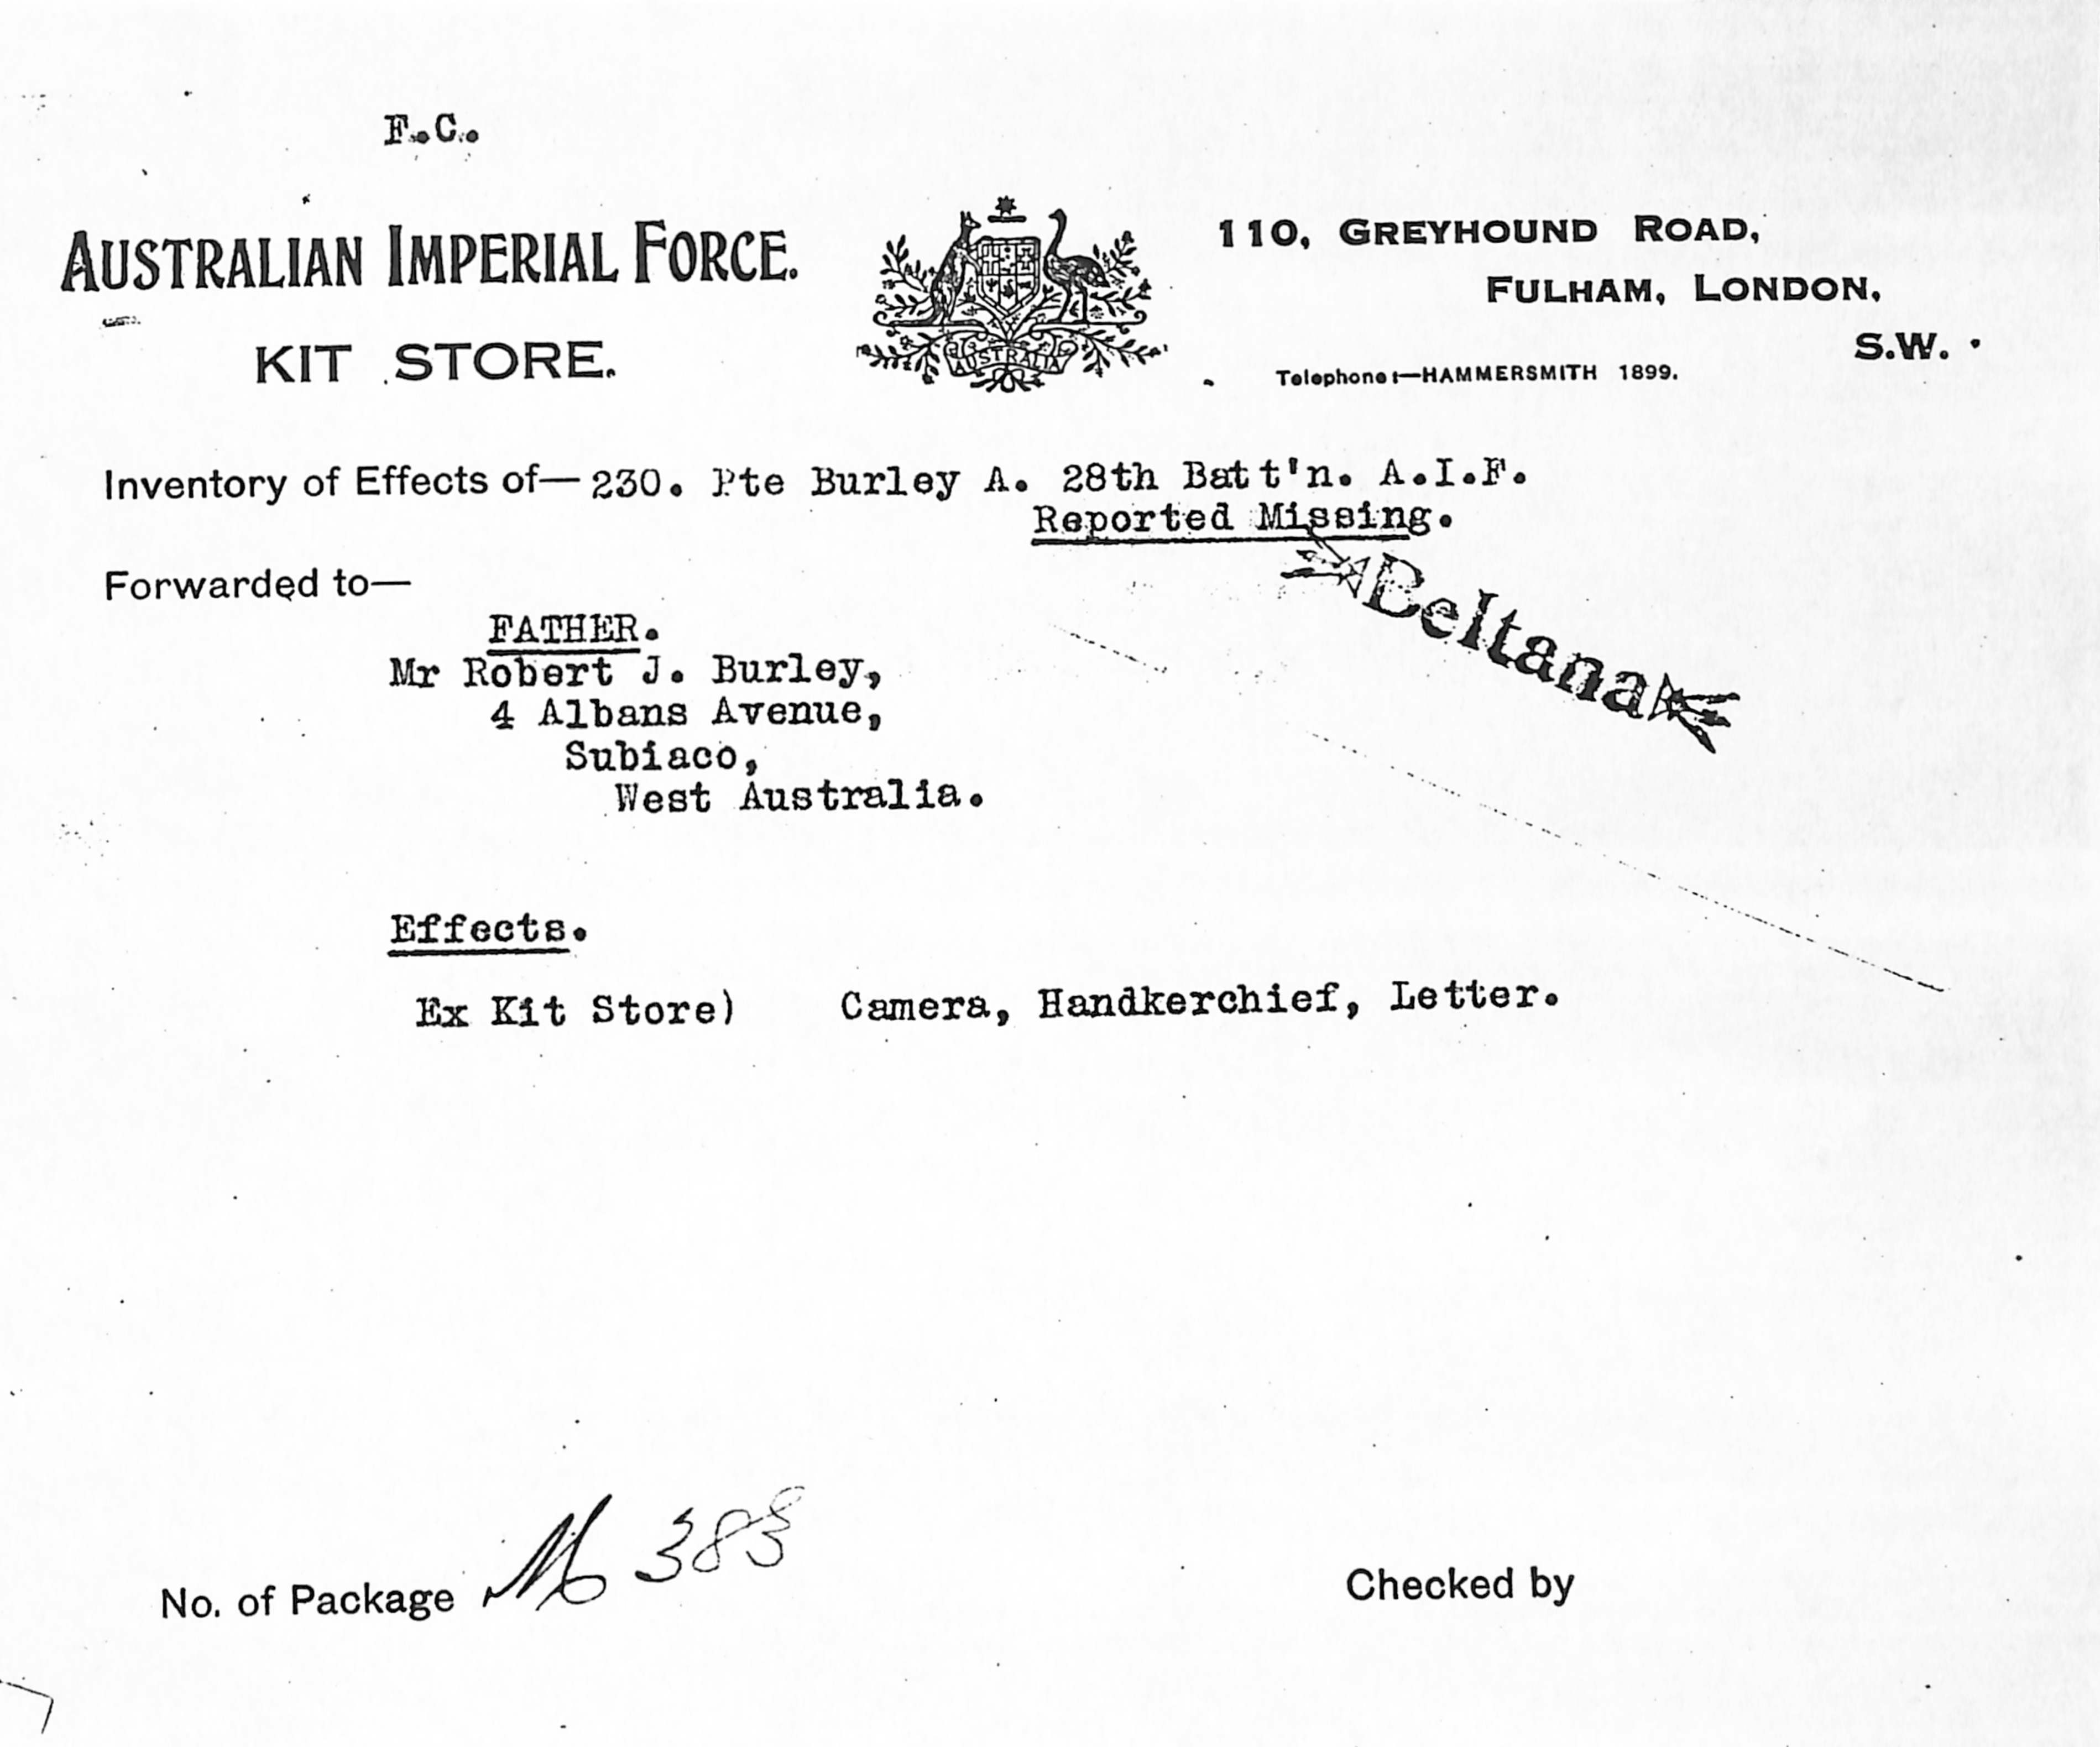 F.C.
AUSTRALIAN IMPERIAL FORCE.
KIT STORE.
AUSTRALIA
110, GREYHOUND ROAD,
FULHAM, LONDON,
S.W.
Telephone:—HAMMERSMITH 1899.
Inventory of Effects of— 230. Pte Burley A. 28th Batt'n. A.I.F.
Reported Missing.
Beltana
Forwarded to—
FATHER.
Mr Robert J. Burley,
4 Albans Avenue,
Subiaco,
West Australia.
Effects.
Ex Kit Store) Camera, Handkerchief, Letter.
No. of Package M 383
Checked by